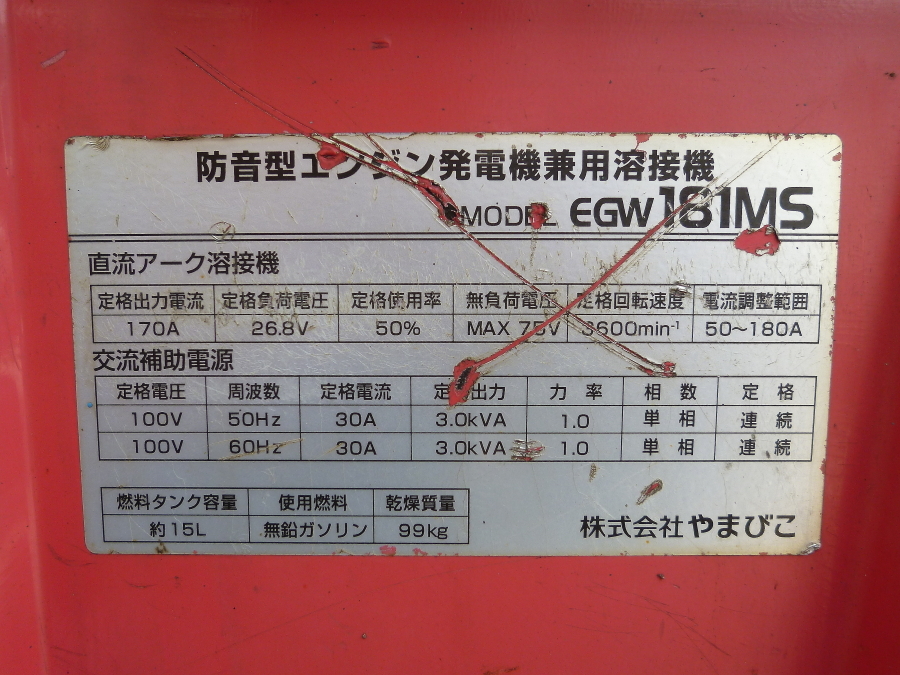 防音型エンジン発電機兼用溶接機
MODEL EGW181MS
直流アーク溶接機
定格出力電流 定格負荷電圧 定格使用率 無負荷電圧 定格回転速度 電流調整範囲
170A 26.8V 50% MAX 3600min⁻¹ 50～180A
交流補助電源
定格電圧 周波数 定格電流 定格出力 力率 相数 定格
100V 50Hz 30A 3.0kVA 1.0 単相 連続
100V 60Hz 30A 3.0kVA 1.0 単相 連続
燃料タンク容量 使用燃料 乾燥質量
約15L 無鉛ガソリン 99kg
株式会社やまびこ